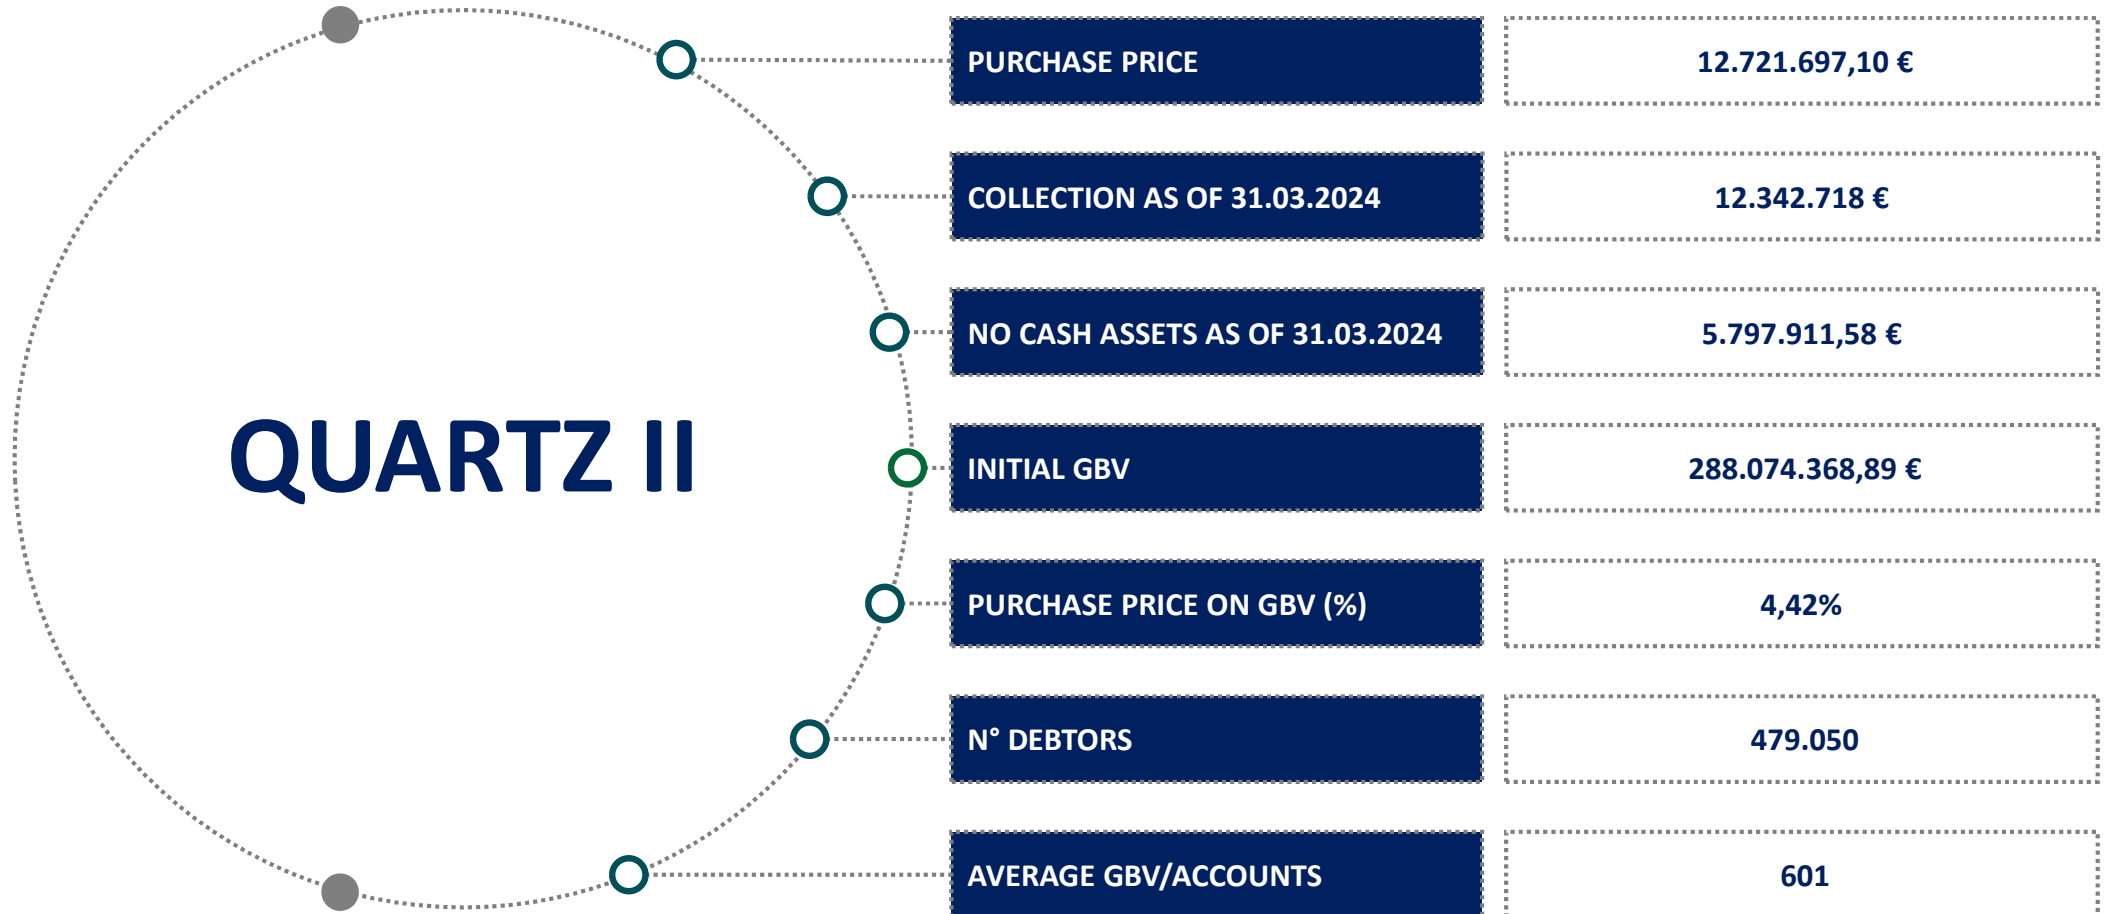 QUARTZ II
PURCHASE PRICE
12.721.697,10 €
COLLECTION AS OF 31.03.2024
12.342.718 €
NO CASH ASSETS AS OF 31.03.2024
5.797.911,58 €
INITIAL GBV
288.074.368,89 €
PURCHASE PRICE ON GBV (%)
4,42%
N° DEBTORS
479.050
AVERAGE GBV/ACCOUNTS
601